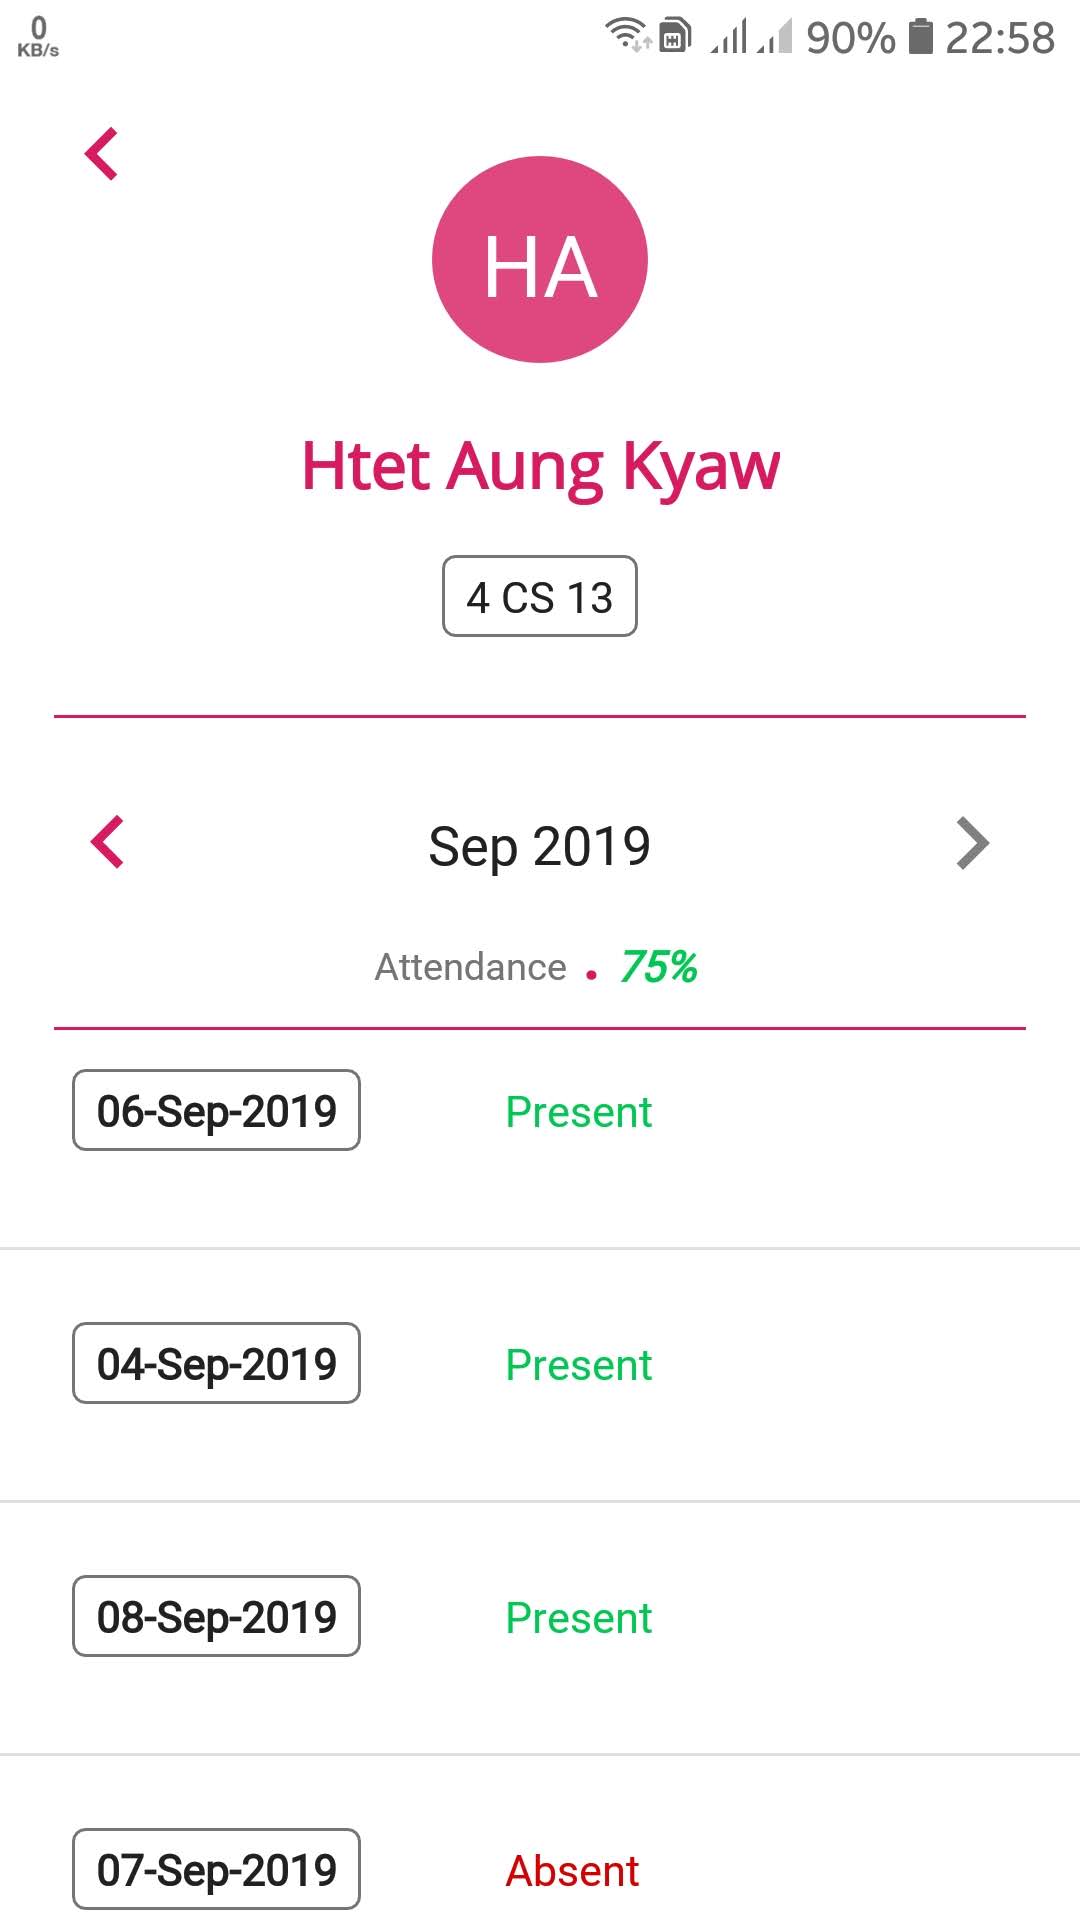 0
KB/s
90% 22:58
HA
Htet Aung Kyaw
4 CS 13
Sep 2019
Attendance . 75%
06-Sep-2019 Present
04-Sep-2019 Present
08-Sep-2019 Present
07-Sep-2019 Absent